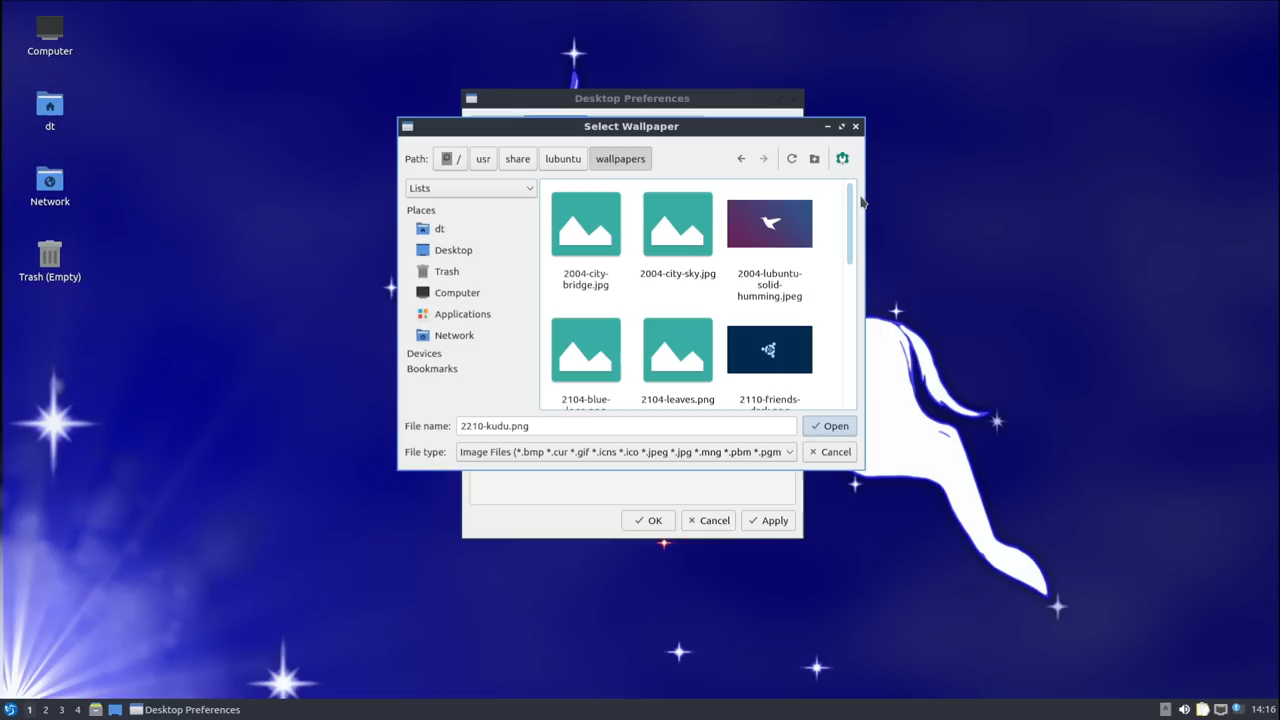 Computer
dt
Network
Trash (Empty)
Desktop Preferences
Select Wallpaper
Path: / usr share lubuntu wallpapers
Lists
Places
dt
Desktop
Trash
Computer
Applications
Network
Devices
Bookmarks
2004-city-
bridge.jpg
2004-city-sky.jpg
2004-lubuntu-
solid-
humming.jpeg
2104-blue-
2104-leaves.png
2110-friends-
File name: 2210-kudu.png Open
File type: Image Files (*.bmp *.cur *.gif *.icns *.ico *.jpeg *.jpg *.mng *.pbm *.pgm Cancel
OK Cancel Apply
1 2 3 4 Desktop Preferences 14:16